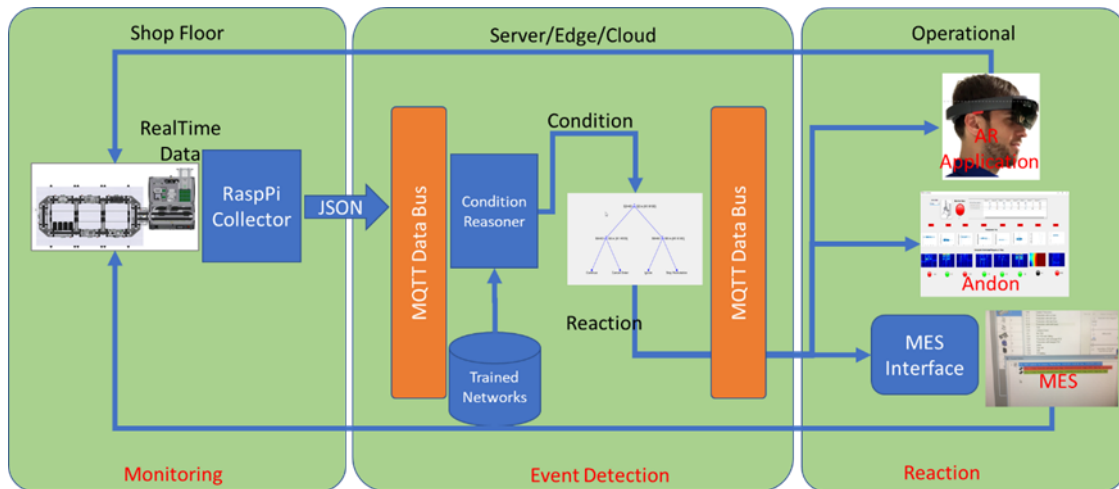 Shop Floor
Server/Edge/Cloud
Operational
RealTime
Data
RaspPi
Collector
JSON
MQTT Data Bus
Condition
Reasoner
Trained
Networks
Condition
Reaction
MQTT Data Bus
AR
Application
Andon
MES
Interface
MES
Monitoring
Event Detection
Reaction